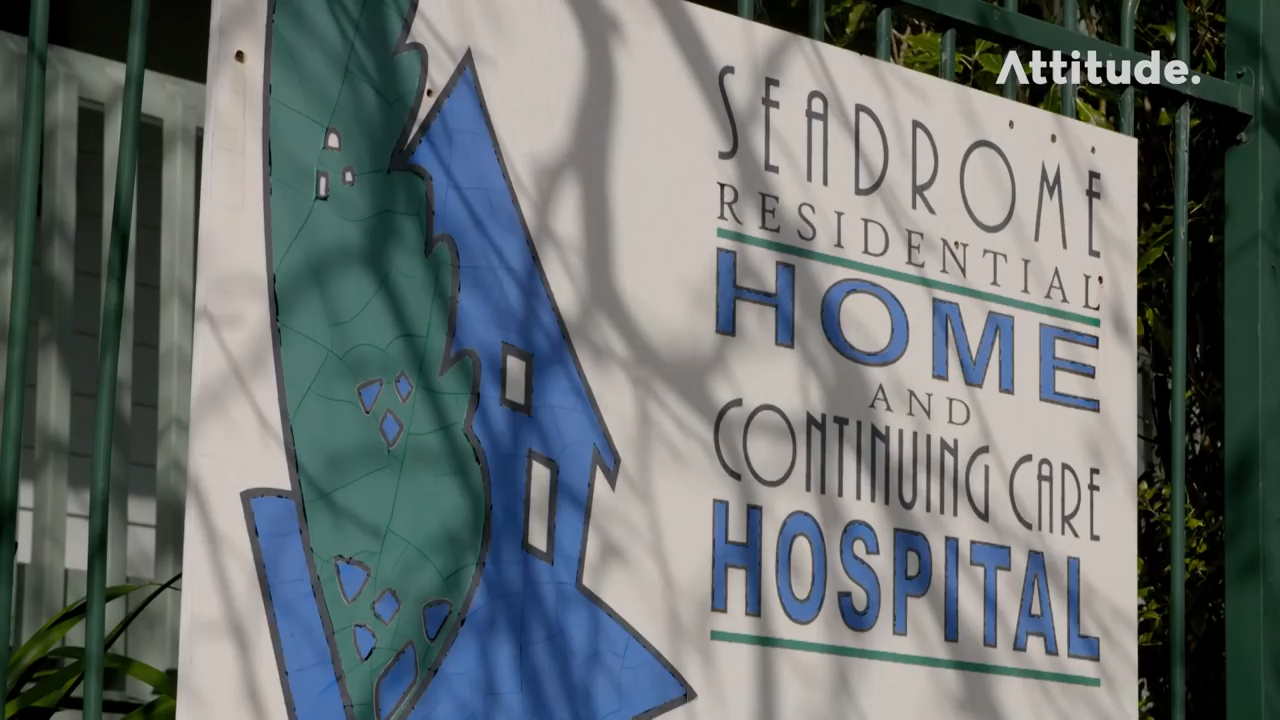 Attitude.
SEADROME
RESIDENTIAL
HOME
AND
CONTINUING CARE
HOSPITAL